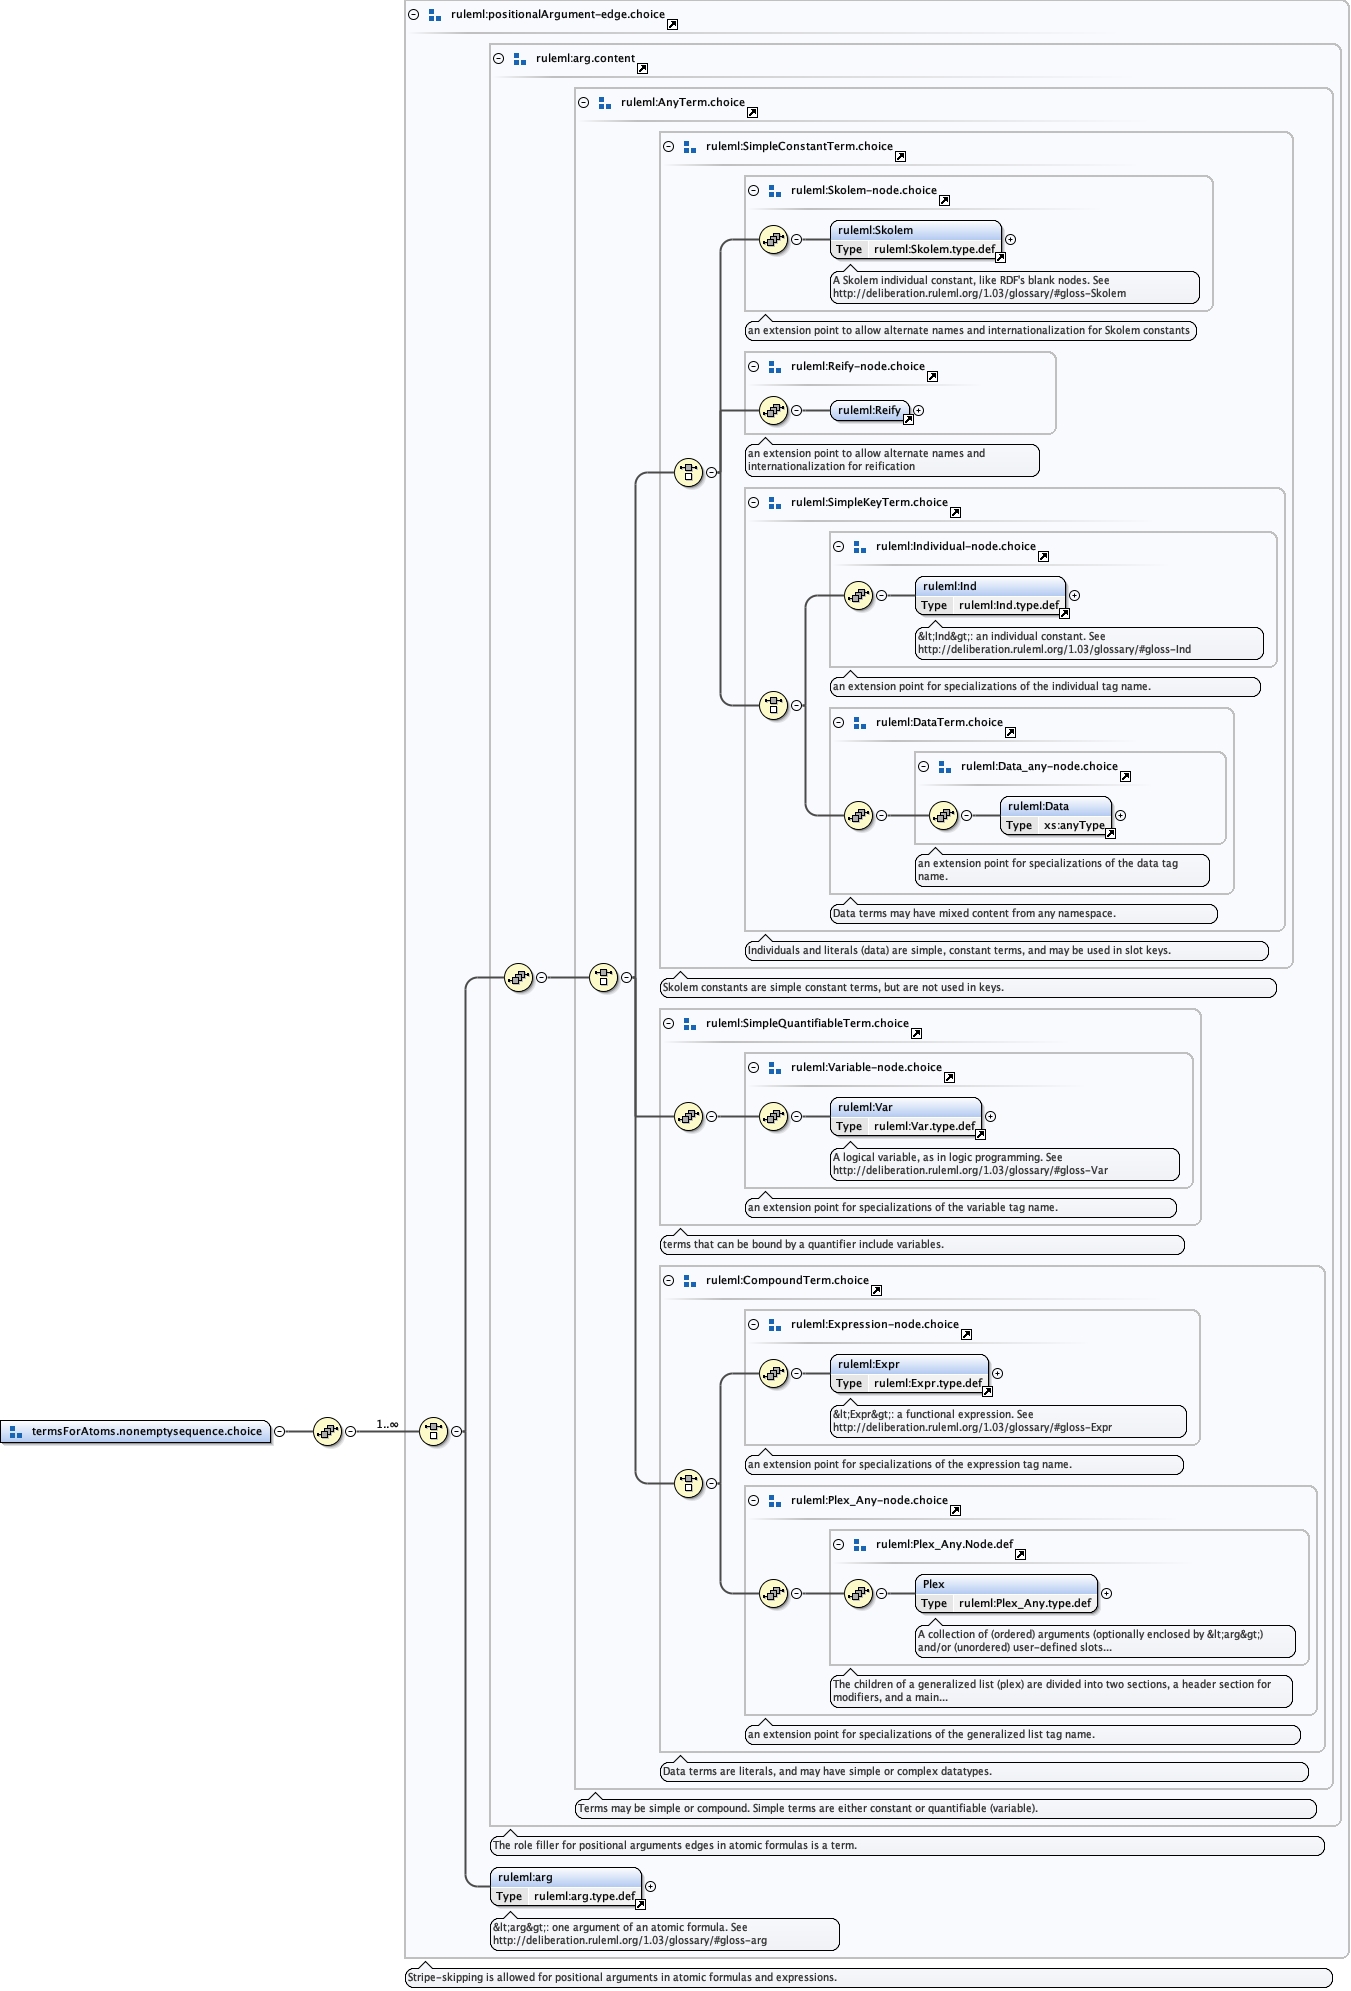 ruleml:positionalArgument-edge.choice
ruleml:arg.content
ruleml:AnyTerm.choice
ruleml:SimpleConstantTerm.choice
ruleml:Skolem-node.choice
ruleml:Skolem
Type ruleml:Skolem.type.def
A Skolem individual constant, like RDF's blank nodes. See
http://deliberation.ruleml.org/1.03/glossary/#gloss-Skolem
an extension point to allow alternate names and internationalization for Skolem constants
ruleml:Reify-node.choice
ruleml:Reify
an extension point to allow alternate names and
internationalization for reification
ruleml:SimpleKeyTerm.choice
ruleml:Individual-node.choice
ruleml:Ind
Type ruleml:Ind.type.def
&lt;Ind&gt;: an individual constant. See
http://deliberation.ruleml.org/1.03/glossary/#gloss-Ind
an extension point for specializations of the individual tag name.
ruleml:DataTerm.choice
ruleml:Data_any-node.choice
ruleml:Data
Type xs:anyType
an extension point for specializations of the data tag
name.
Data terms may have mixed content from any namespace.
Individuals and literals (data) are simple, constant terms, and may be used in slot keys.
Skolem constants are simple constant terms, but are not used in keys.
ruleml:SimpleQuantifiableTerm.choice
ruleml:Variable-node.choice
ruleml:Var
Type ruleml:Var.type.def
A logical variable, as in logic programming. See
http://deliberation.ruleml.org/1.03/glossary/#gloss-Var
an extension point for specializations of the variable tag name.
terms that can be bound by a quantifier include variables.
ruleml:CompoundTerm.choice
ruleml:Expression-node.choice
ruleml:Expr
Type ruleml:Expr.type.def
&lt;Expr&gt;: a functional expression. See
http://deliberation.ruleml.org/1.03/glossary/#gloss-Expr
termsForAtoms.nonemptysequence.choice
1..∞
an extension point for specializations of the expression tag name.
ruleml:Plex_Any-node.choice
ruleml:Plex_Any.Node.def
Plex
Type ruleml:Plex_Any.type.def
A collection of (ordered) arguments (optionally enclosed by &lt;arg&gt;)
and/or (unordered) user-defined slots...
The children of a generalized list (plex) are divided into two sections, a header section for
modifiers, and a main...
an extension point for specializations of the generalized list tag name.
Data terms are literals, and may have simple or complex datatypes.
Terms may be simple or compound. Simple terms are either constant or quantifiable (variable).
The role filler for positional arguments edges in atomic formulas is a term.
ruleml:arg
Type ruleml:arg.type.def
&lt;arg&gt;: one argument of an atomic formula. See
http://deliberation.ruleml.org/1.03/glossary/#gloss-arg
Stripe-skipping is allowed for positional arguments in atomic formulas and expressions.